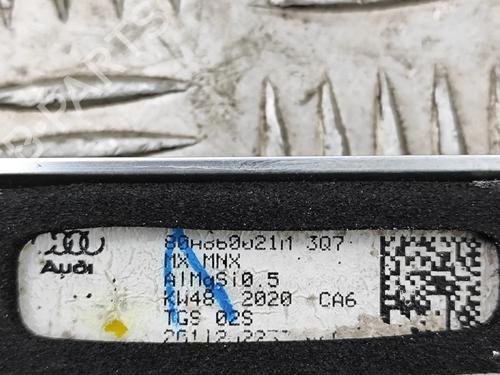 Audi
80A860021M 3Q7
MX MNX
AlMgSi0.5
KW48 2020 CA6
TGS 02S